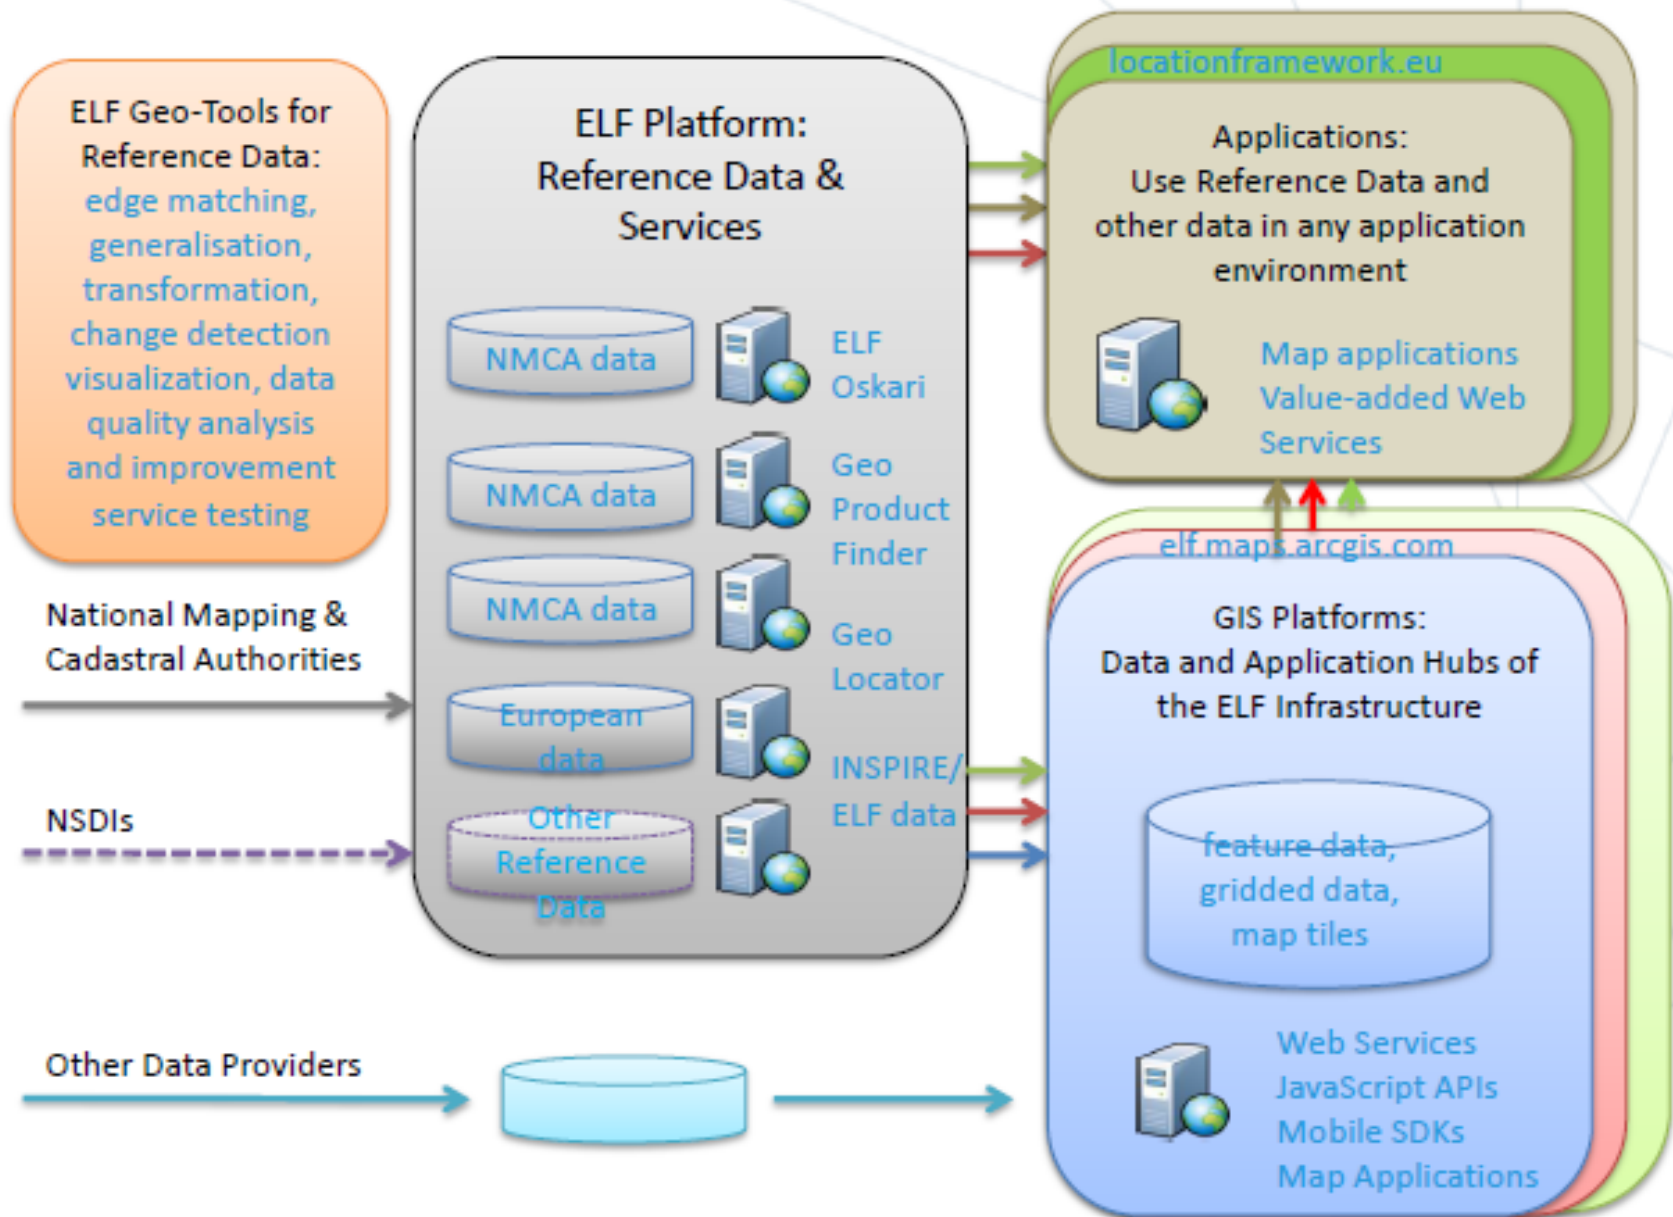 ELF Geo-Tools for
Reference Data:
edge matching,
generalisation,
transformation,
change detection
visualization, data
quality analysis
and improvement
service testing
National Mapping &
Cadastral Authorities
NSDIs
Other Data Providers
ELF Platform:
Reference Data &
Services
NMCA data
NMCA data
NMCA data
European
data
Other
Reference
Data
ELF
Oskari
Geo
Product
Finder
Geo
Locator
INSPIRE/
ELF data
locationframework.eu
Applications:
Use Reference Data and
other data in any application
environment
Map applications
Value-added Web
Services
elf.maps.arcgis.com
GIS Platforms:
Data and Application Hubs of
the ELF Infrastructure
feature data,
gridded data,
map tiles
Web Services
JavaScript APIs
Mobile SDKs
Map Applications